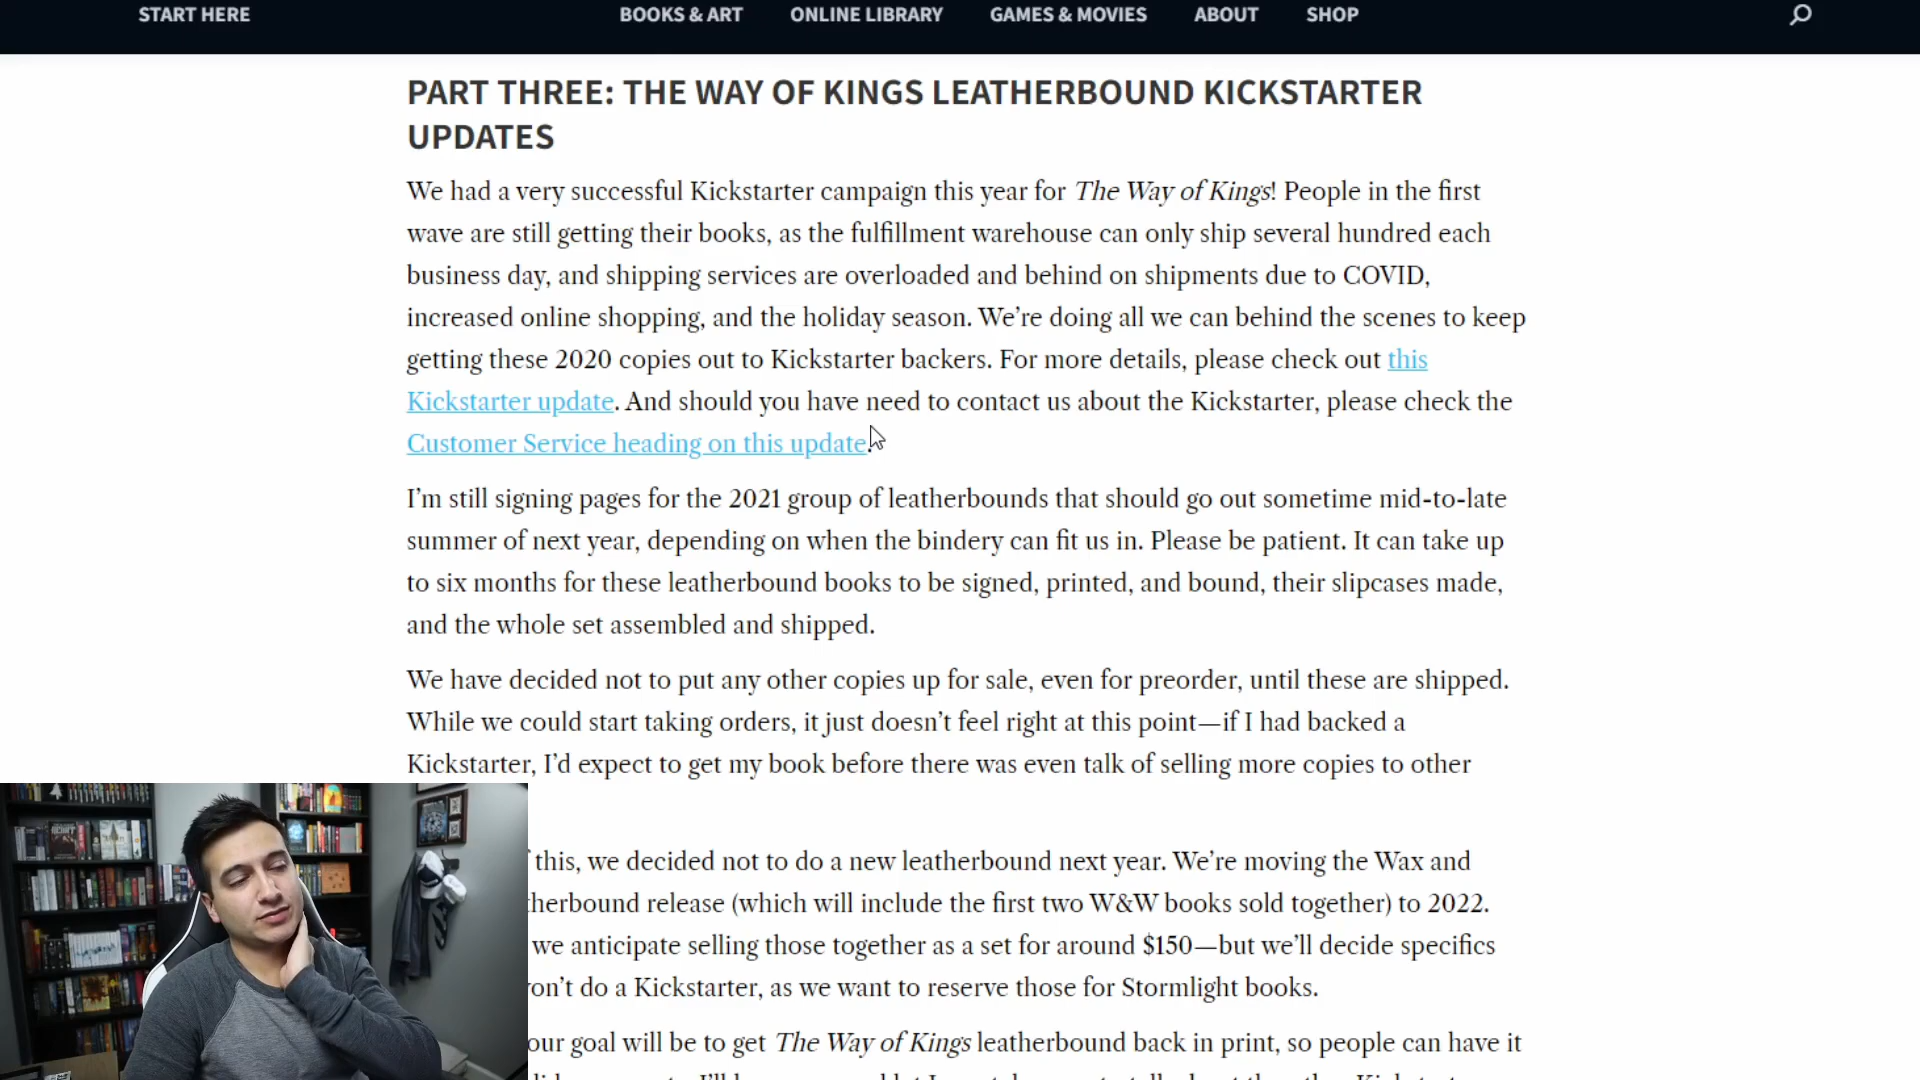 START HERE BOOKS & ART ONLINE LIBRARY GAMES & MOVIES ABOUT SHOP
PART THREE: THE WAY OF KINGS LEATHERBOUND KICKSTARTER
UPDATES
We had a very successful Kickstarter campaign this year for The Way of Kings! People in the first
wave are still getting their books, as the fulfillment warehouse can only ship several hundred each
business day, and shipping services are overloaded and behind on shipments due to COVID,
increased online shopping, and the holiday season. We’re doing all we can behind the scenes to keep
getting these 2020 copies out to Kickstarter backers. For more details, please check out this
Kickstarter update. And should you have need to contact us about the Kickstarter, please check the
Customer Service heading on this update.
I’m still signing pages for the 2021 group of leatherbounds that should go out sometime mid-to-late
summer of next year, depending on when the bindery can fit us in. Please be patient. It can take up
to six months for these leatherbound books to be signed, printed, and bound, their slipcases made,
and the whole set assembled and shipped.
We have decided not to put any other copies up for sale, even for preorder, until these are shipped.
While we could start taking orders, it just doesn’t feel right at this point—if I had backed a
Kickstarter, I’d expect to get my book before there was even talk of selling more copies to other
this, we decided not to do a new leatherbound next year. We’re moving the Wax and
herbound release (which will include the first two W&W books sold together) to 2022.
we anticipate selling those together as a set for around $150—but we’ll decide specifics
on’t do a Kickstarter, as we want to reserve those for Stormlight books.
our goal will be to get The Way of Kings leatherbound back in print, so people can have it